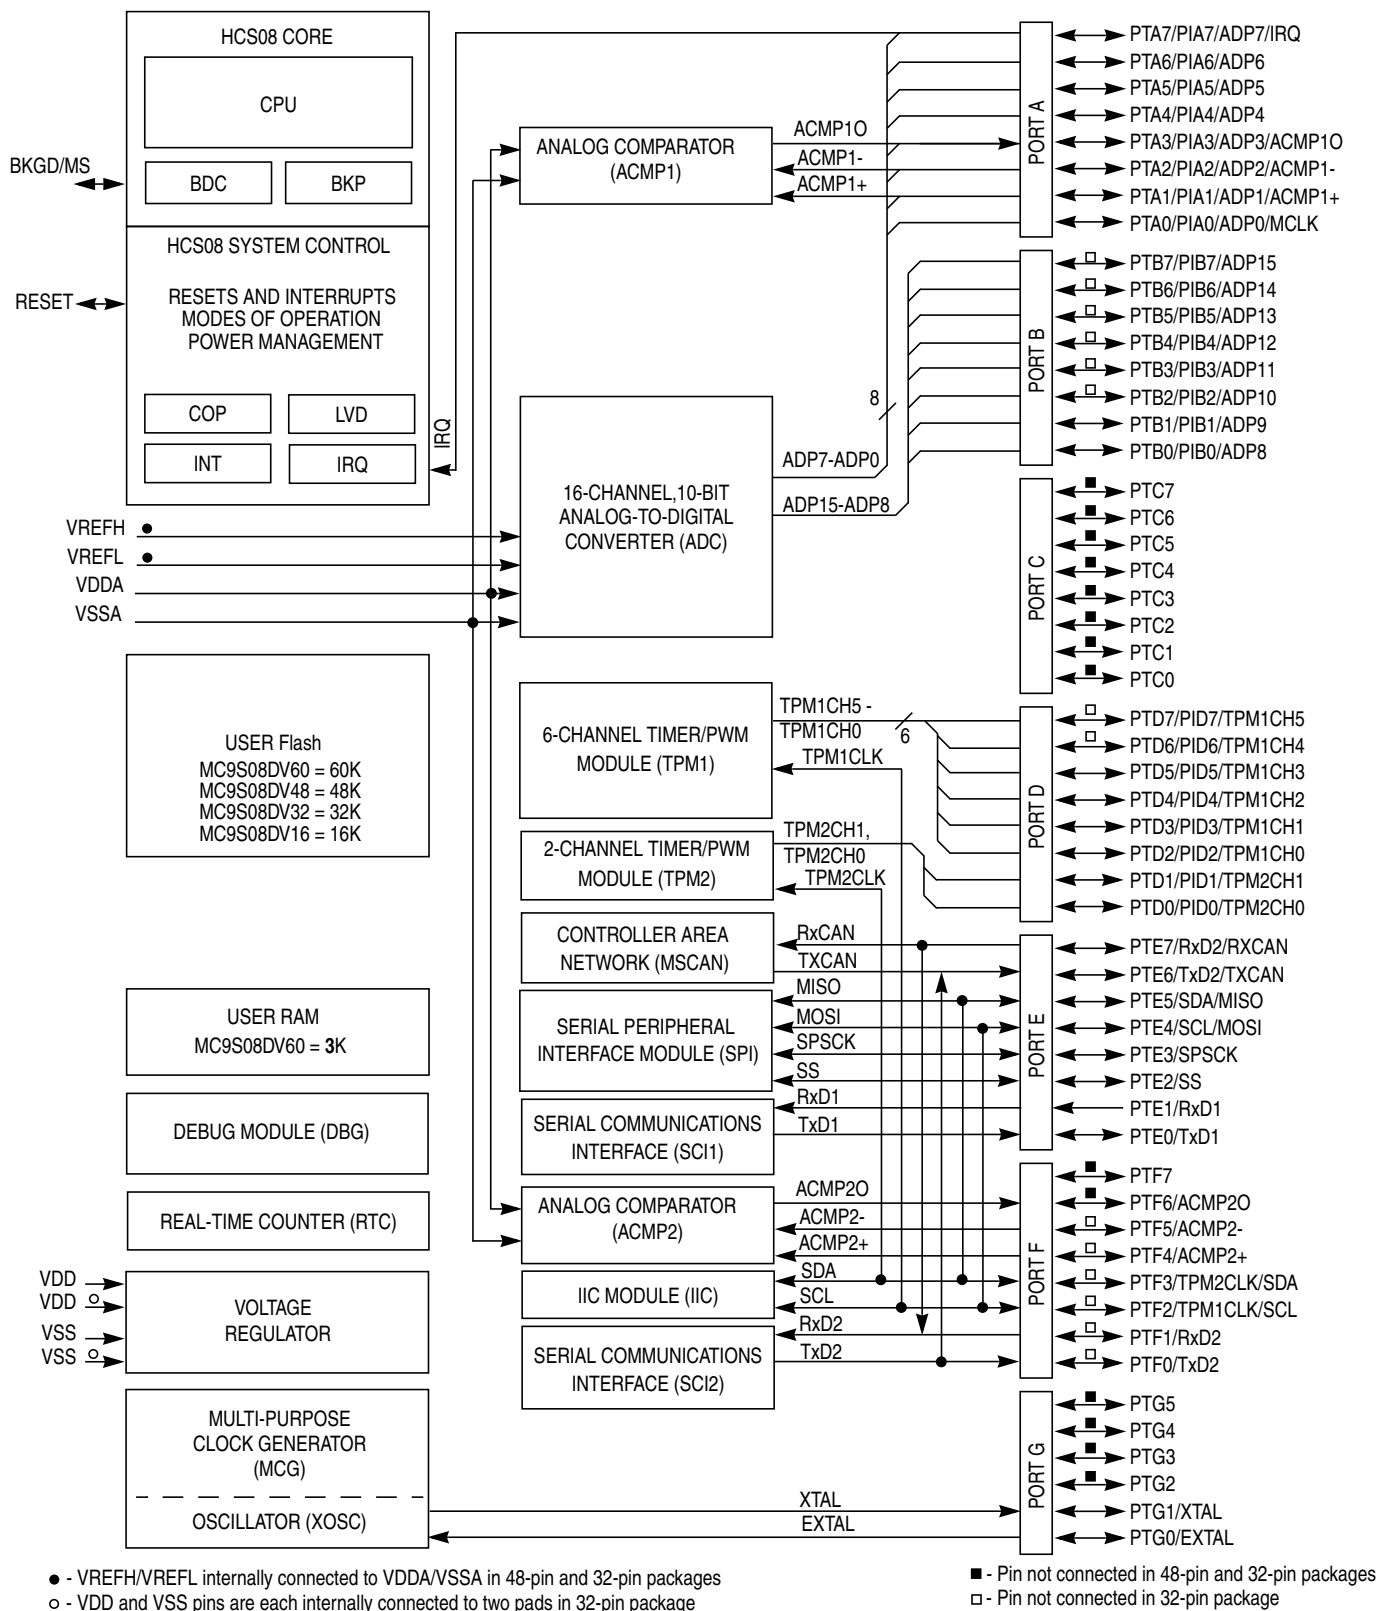 HCS08 CORE
CPU
BDC
BKP
BKGD/MS
HCS08 SYSTEM CONTROL
RESETS AND INTERRUPTS
MODES OF OPERATION
POWER MANAGEMENT
RESET
COP
LVD
INT
IRQ
IRQ
VREFH
VREFL
VDDA
VSSA
USER Flash
MC9S08DV60 = 60K
MC9S08DV48 = 48K
MC9S08DV32 = 32K
MC9S08DV16 = 16K
USER RAM
MC9S08DV60 = 3K
DEBUG MODULE (DBG)
REAL-TIME COUNTER (RTC)
VDD
VDD
VSS
VSS
VOLTAGE
REGULATOR
MULTI-PURPOSE
CLOCK GENERATOR
(MCG)
OSCILLATOR (XOSC)
ANALOG COMPARATOR
(ACMP1)
ACMP1O
ACMP1-
ACMP1+
16-CHANNEL,10-BIT
ANALOG-TO-DIGITAL
CONVERTER (ADC)
8
ADP7-ADP0
ADP15-ADP8
6-CHANNEL TIMER/PWM
MODULE (TPM1)
TPM1CH5 -
TPM1CH0
6
TPM1CLK
2-CHANNEL TIMER/PWM
MODULE (TPM2)
TPM2CH1,
TPM2CH0
TPM2CLK
CONTROLLER AREA
NETWORK (MSCAN)
RxCAN
TXCAN
SERIAL PERIPHERAL
INTERFACE MODULE (SPI)
MISO
MOSI
SPSCK
SS
SERIAL COMMUNICATIONS
INTERFACE (SCI1)
RxD1
TxD1
ANALOG COMPARATOR
(ACMP2)
ACMP2O
ACMP2-
ACMP2+
IIC MODULE (IIC)
SDA
SCL
SERIAL COMMUNICATIONS
INTERFACE (SCI2)
RxD2
TxD2
XTAL
EXTAL
PORT A
PTA7/PIA7/ADP7/IRQ
PTA6/PIA6/ADP6
PTA5/PIA5/ADP5
PTA4/PIA4/ADP4
PTA3/PIA3/ADP3/ACMP1O
PTA2/PIA2/ADP2/ACMP1-
PTA1/PIA1/ADP1/ACMP1+
PTA0/PIA0/ADP0/MCLK
PORT B
PTB7/PIB7/ADP15
PTB6/PIB6/ADP14
PTB5/PIB5/ADP13
PTB4/PIB4/ADP12
PTB3/PIB3/ADP11
PTB2/PIB2/ADP10
PTB1/PIB1/ADP9
PTB0/PIB0/ADP8
PORT C
PTC7
PTC6
PTC5
PTC4
PTC3
PTC2
PTC1
PTC0
PORT D
PTD7/PID7/TPM1CH5
PTD6/PID6/TPM1CH4
PTD5/PID5/TPM1CH3
PTD4/PID4/TPM1CH2
PTD3/PID3/TPM1CH1
PTD2/PID2/TPM1CH0
PTD1/PID1/TPM2CH1
PTD0/PID0/TPM2CH0
PORT E
PTE7/RxD2/RXCAN
PTE6/TxD2/TXCAN
PTE5/SDA/MISO
PTE4/SCL/MOSI
PTE3/SPSCK
PTE2/SS
PTE1/RxD1
PTE0/TxD1
PORT F
PTF7
PTF6/ACMP2O
PTF5/ACMP2-
PTF4/ACMP2+
PTF3/TPM2CLK/SDA
PTF2/TPM1CLK/SCL
PTF1/RxD2
PTF0/TxD2
PORT G
PTG5
PTG4
PTG3
PTG2
PTG1/XTAL
PTG0/EXTAL
● - VREFH/VREFL internally connected to VDDA/VSSA in 48-pin and 32-pin packages
○ - VDD and VSS pins are each internally connected to two pads in 32-pin package
■ - Pin not connected in 48-pin and 32-pin packages
□ - Pin not connected in 32-pin package